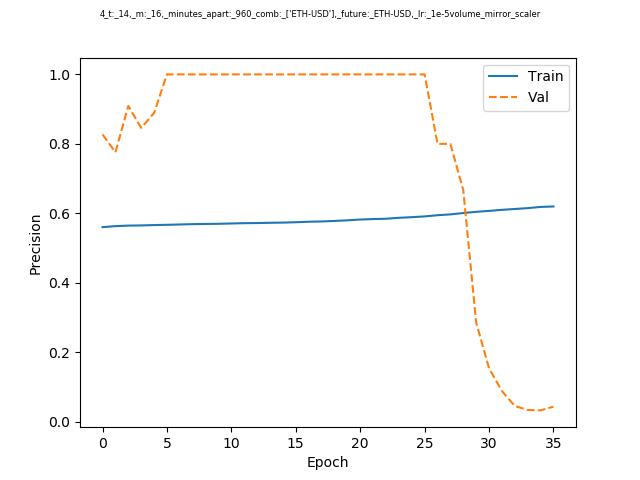 4_t:_14,_m:_16,_minutes_apart:_960_comb:_['ETH-USD'],_future:_ETH-USD,_lr:_1e-5volume_mirror_scaler
Train
Val
1.0
0.8
0.6
0.4
0.2
0.0
Precision
0 5 10 15 20 25 30 35
Epoch